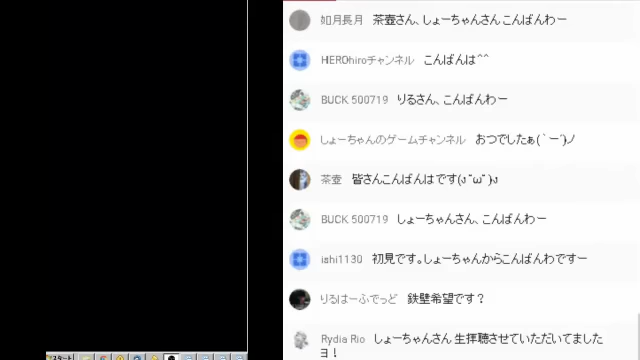 如月長月 茶壺さん、しょーちゃんさんこんばんわー
HEROhiroチャンネル こんばんは^^
BUCK 500719 りるさん、こんばんわー
しょーちゃんのゲームチャンネル おつでしたぁ(｀ー´)ノ
茶壺 皆さんこんばんはです(ง ˘ω˘ )ว
BUCK 500719 しょーちゃんさん、こんばんわー
ishi1130 初見です。しょーちゃんからこんばんわですー
りるはーふでっど 鉄壁希望です？
Rydia Rio しょーちゃんさん 生拝聴させていただいてました
ヨ！
スタート